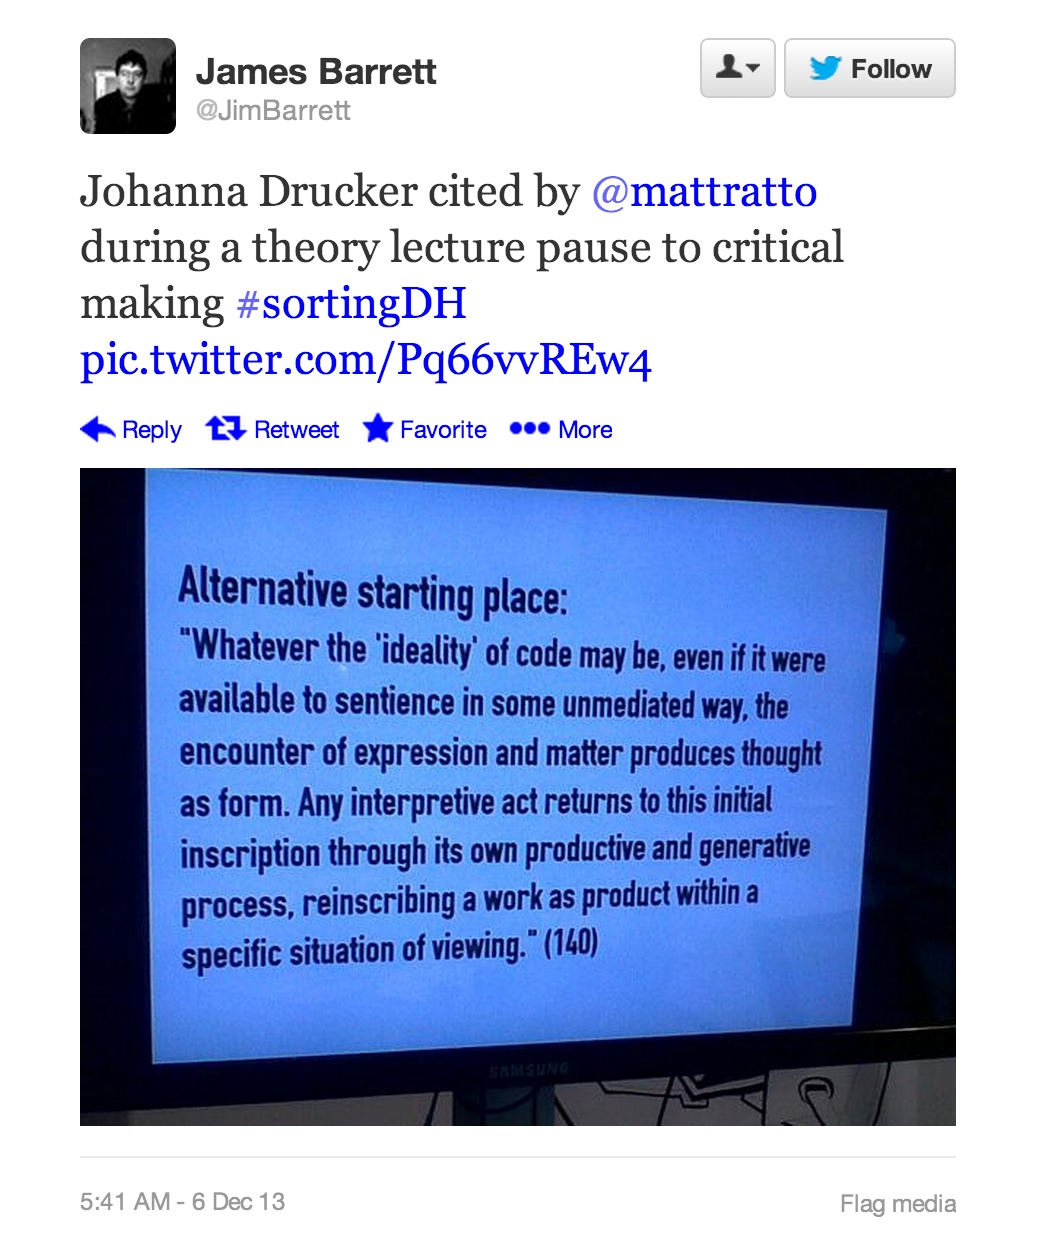 James Barrett
@JimBarrett
Follow
Johanna Drucker cited by @mattratto
during a theory lecture pause to critical
making #sortingDH
pic.twitter.com/Pq66vvREw4
Reply Retweet Favorite More
Alternative starting place:
"Whatever the 'ideality' of code may be, even if it were
available to sentience in some unmediated way, the
encounter of expression and matter produces thought
as form. Any interpretive act returns to this initial
inscription through its own productive and generative
process, reinscribing a work as product within a
specific situation of viewing." (140)
SAMSUNG
5:41 AM - 6 Dec 13
Flag media